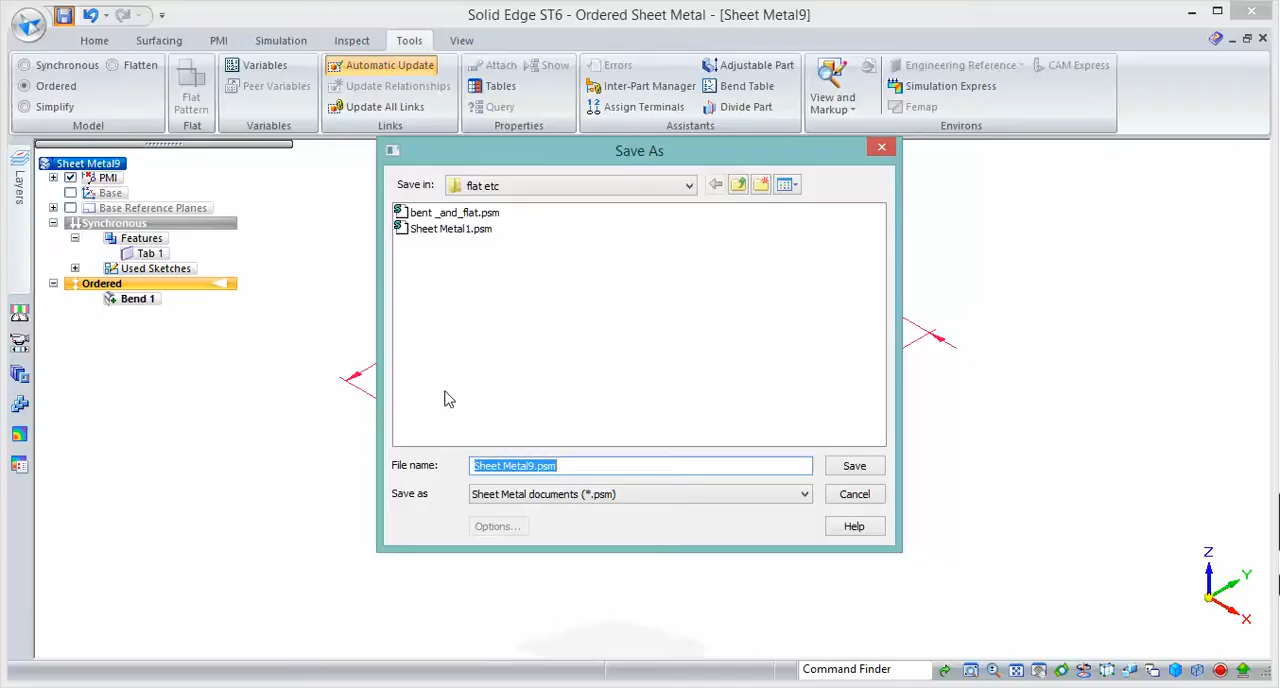 Solid Edge ST6 - Ordered Sheet Metal - [Sheet Metal9]
Home Surfacing PMI Simulation Inspect Tools View
Synchronous Flatten
Ordered
Simplify
Model
Flat
Pattern
Flat
Variables
Peer Variables
Variables
Automatic Update
Update Relationships
Update All Links
Links
Attach Show
Tables
Query
Properties
Errors
Inter-Part Manager
Assign Terminals
Adjustable Part
Bend Table
Divide Part
Assistants
View and
Markup
Engineering Reference CAM Express
Simulation Express
Femap
Environs
Layers
Sheet Metal9
PMI
Base
Base Reference Planes
Synchronous
Features
Tab 1
Used Sketches
Ordered
Bend 1
Save As
Save in: flat etc
bent _and_flat.psm
Sheet Metal1.psm
File name: Sheet Metal9.psm Save
Save as Sheet Metal documents (*.psm) Cancel
Options... Help
Z
Y
X
Command Finder